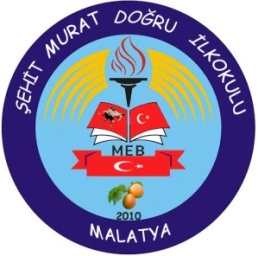 ŞEHİT MURAT DOĞRU İLKOKULU
MEB
2010
MALATYA